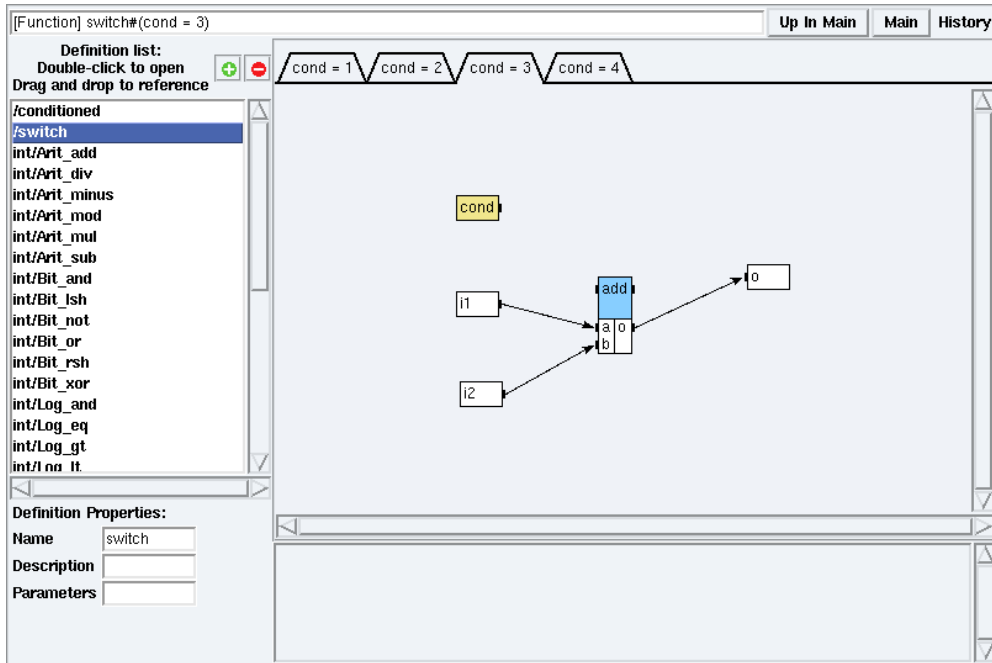 [Function] switch#(cond = 3)
Up In Main
Main
History
Definition list:
Double-click to open
Drag and drop to reference
cond = 1
cond = 2
cond = 3
cond = 4
/conditioned
/switch
int/Arit_add
int/Arit_div
int/Arit_minus
int/Arit_mod
int/Arit_mul
int/Arit_sub
int/Bit_and
int/Bit_lsh
int/Bit_not
int/Bit_or
int/Bit_rsh
int/Bit_xor
int/Log_and
int/Log_eq
int/Log_gt
int/Log_lt
cond
i1
add
a o
b
o
i2
Definition Properties:
Name switch
Description
Parameters